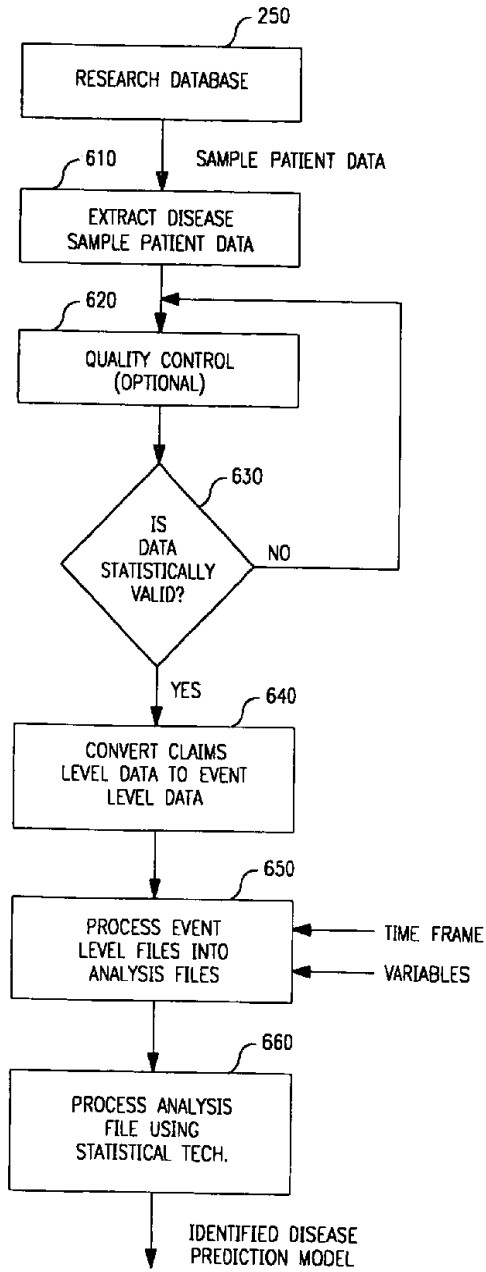 250
RESEARCH DATABASE
SAMPLE PATIENT DATA
610
EXTRACT DISEASE
SAMPLE PATIENT DATA
620
QUALITY CONTROL
(OPTIONAL)
630
IS
DATA
STATISTICALLY
VALID?
NO
YES
640
CONVERT CLAIMS
LEVEL DATA TO EVENT
LEVEL DATA
650
PROCESS EVENT
LEVEL FILES INTO
ANALYSIS FILES
TIME FRAME
VARIABLES
660
PROCESS ANALYSIS
FILE USING
STATISTICAL TECH.
IDENTIFIED DISEASE
PREDICTION MODEL